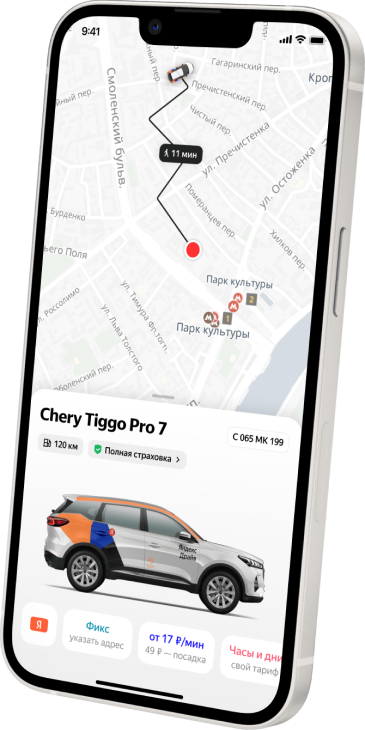 9:41
Гагаринский пер.
Кроп
Смоленский бульв.
Пречистенский пер.
Чистый пер.
ул. Пречистенка
ул. Остоженка
11 мин
Померанцев пер.
Хилков пер.
Бурденко
ьего Поля
Парк культуры
2
1
Парк культуры
ул. Россолимо
ул. Тимура Фрунзе
ул. Льва Толстого
оболенский пер.
Chery Tiggo Pro 7
С 065 МК 199
120 км
Полная страховка
Яндекс
Драйв
Я
Фикс
указать адрес
от 17 ₽/мин
49 ₽ — посадка
Часы и дни
свой тариф